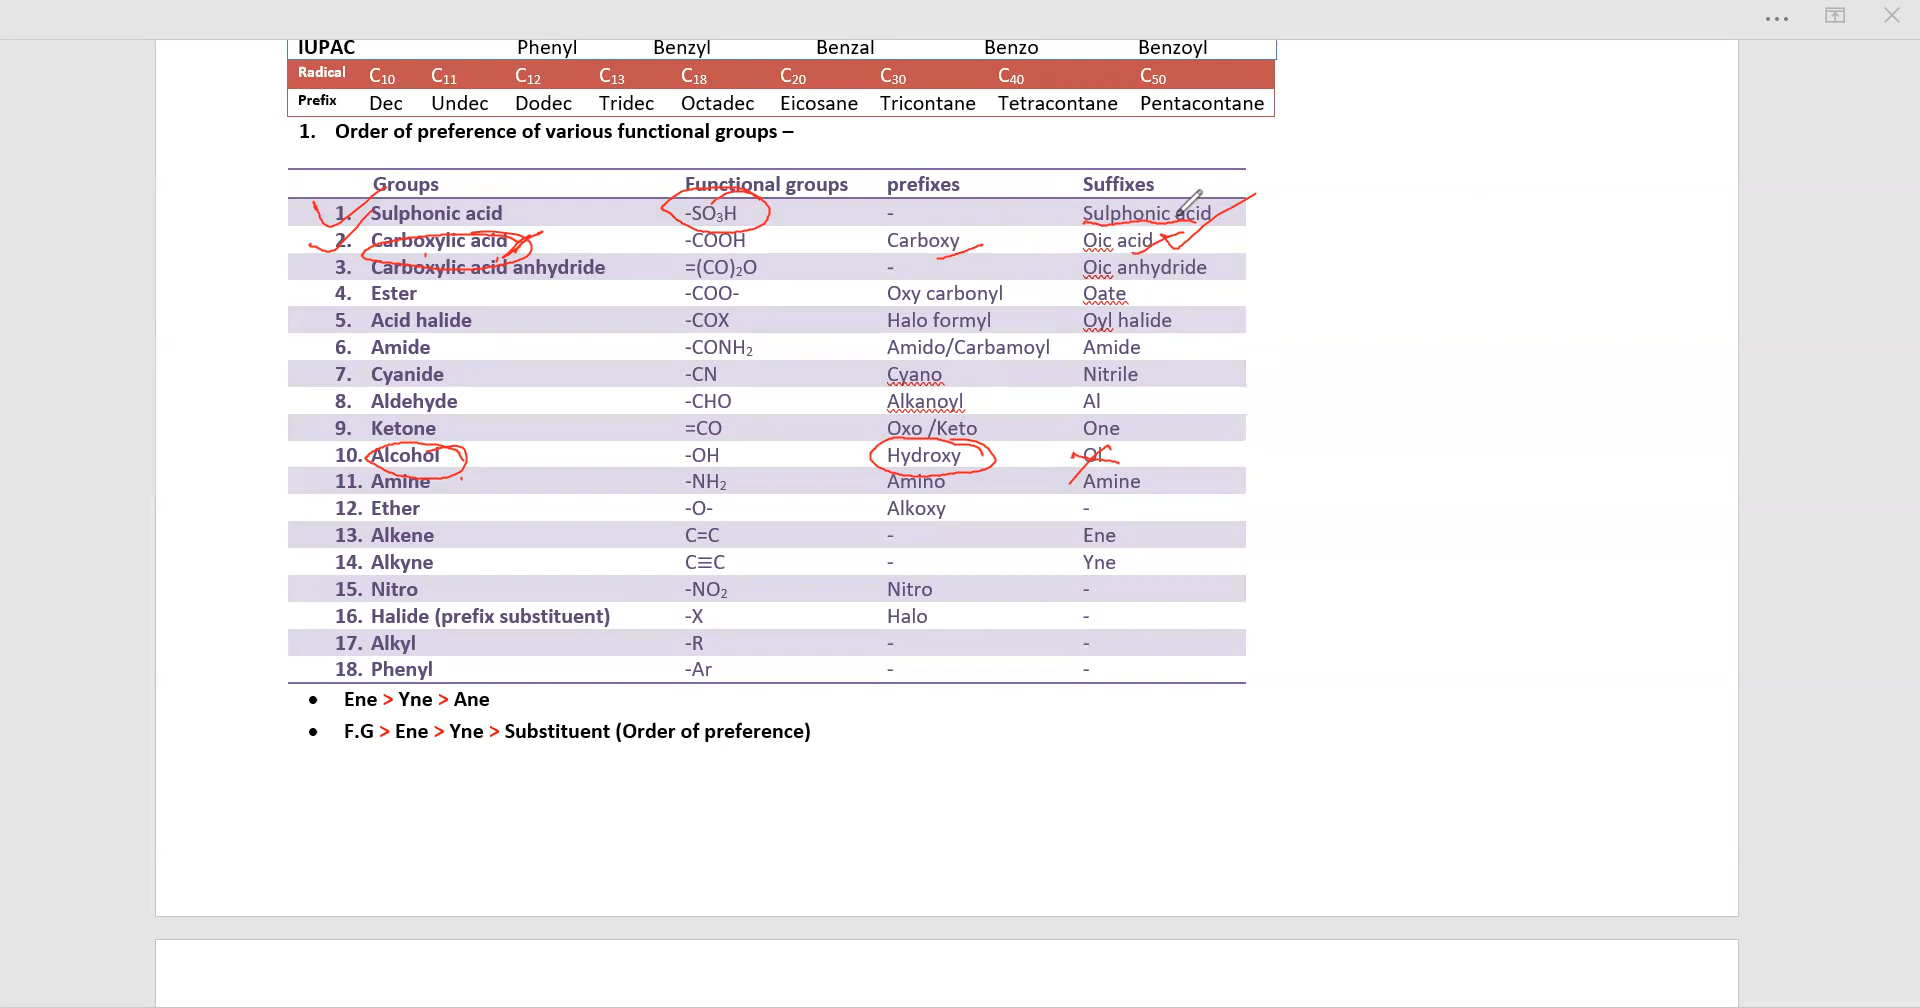 IUPAC Phenyl Benzyl Benzal Benzo Benzoyl
Radical C10 C11 C12 C13 C18 C20 C30 C40 C50
Prefix Dec Undec Dodec Tridec Octadec Eicosane Tricontane Tetracontane Pentacontane
1. Order of preference of various functional groups –
Groups Functional groups prefixes Suffixes
1. Sulphonic acid -SO₃H - Sulphonic acid
2. Carboxylic acid -COOH Carboxy Oic acid
3. Carboxylic acid anhydride =(CO)₂O - Oic anhydride
4. Ester -COO- Oxy carbonyl Oate
5. Acid halide -COX Halo formyl Oyl halide
6. Amide -CONH₂ Amido/Carbamoyl Amide
7. Cyanide -CN Cyano Nitrile
8. Aldehyde -CHO Alkanoyl Al
9. Ketone =CO Oxo /Keto One
10. Alcohol -OH Hydroxy Ol
11. Amine -NH₂ Amino Amine
12. Ether -O- Alkoxy -
13. Alkene C=C - Ene
14. Alkyne C≡C - Yne
15. Nitro -NO₂ Nitro -
16. Halide (prefix substituent) -X Halo -
17. Alkyl -R - -
18. Phenyl -Ar - -
• Ene > Yne > Ane
• F.G > Ene > Yne > Substituent (Order of preference)